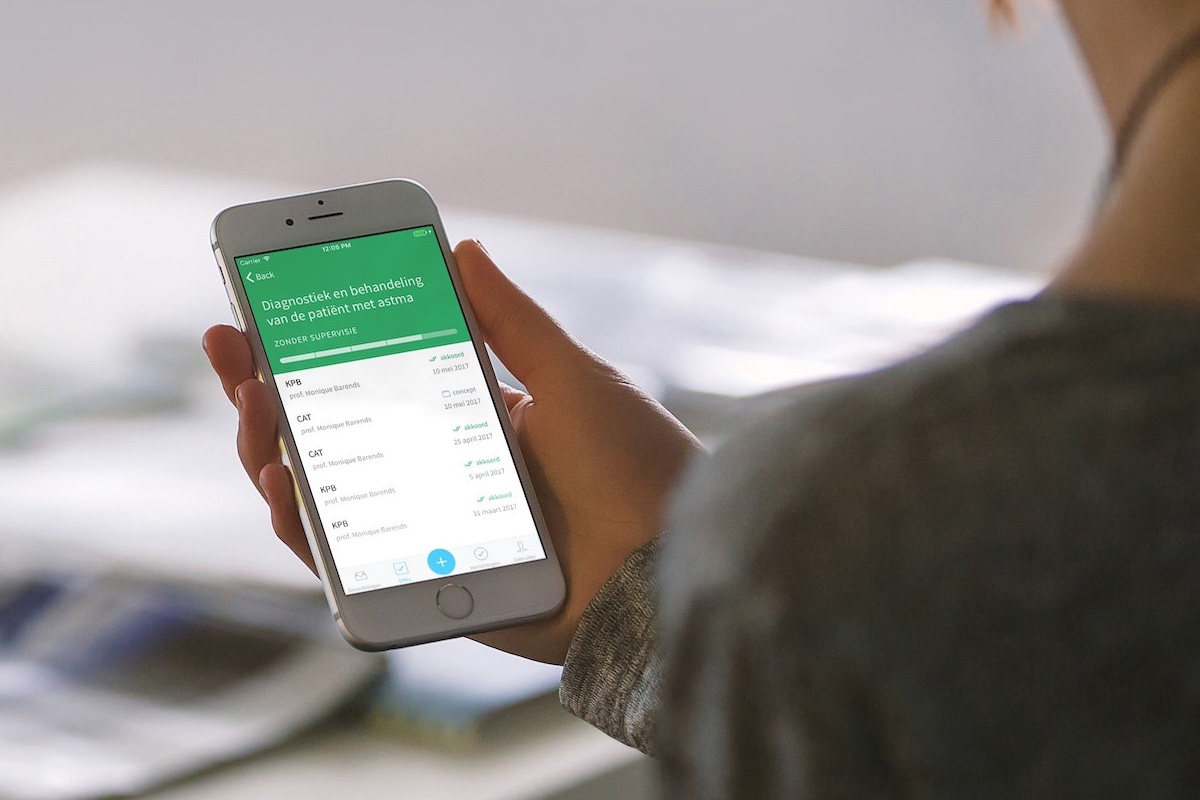 Carrier 12:05 PM
Back
Diagnostiek en behandeling
van de patiënt met astma
ZONDER SUPERVISIE
KPB akkoord
prof. Monique Barends 10 mei 2017
CAT concept
prof. Monique Barends 10 mei 2017
CAT akkoord
prof. Monique Barends 25 april 2017
KPB akkoord
prof. Monique Barends 5 april 2017
KPB akkoord
prof. Monique Barends 31 maart 2017